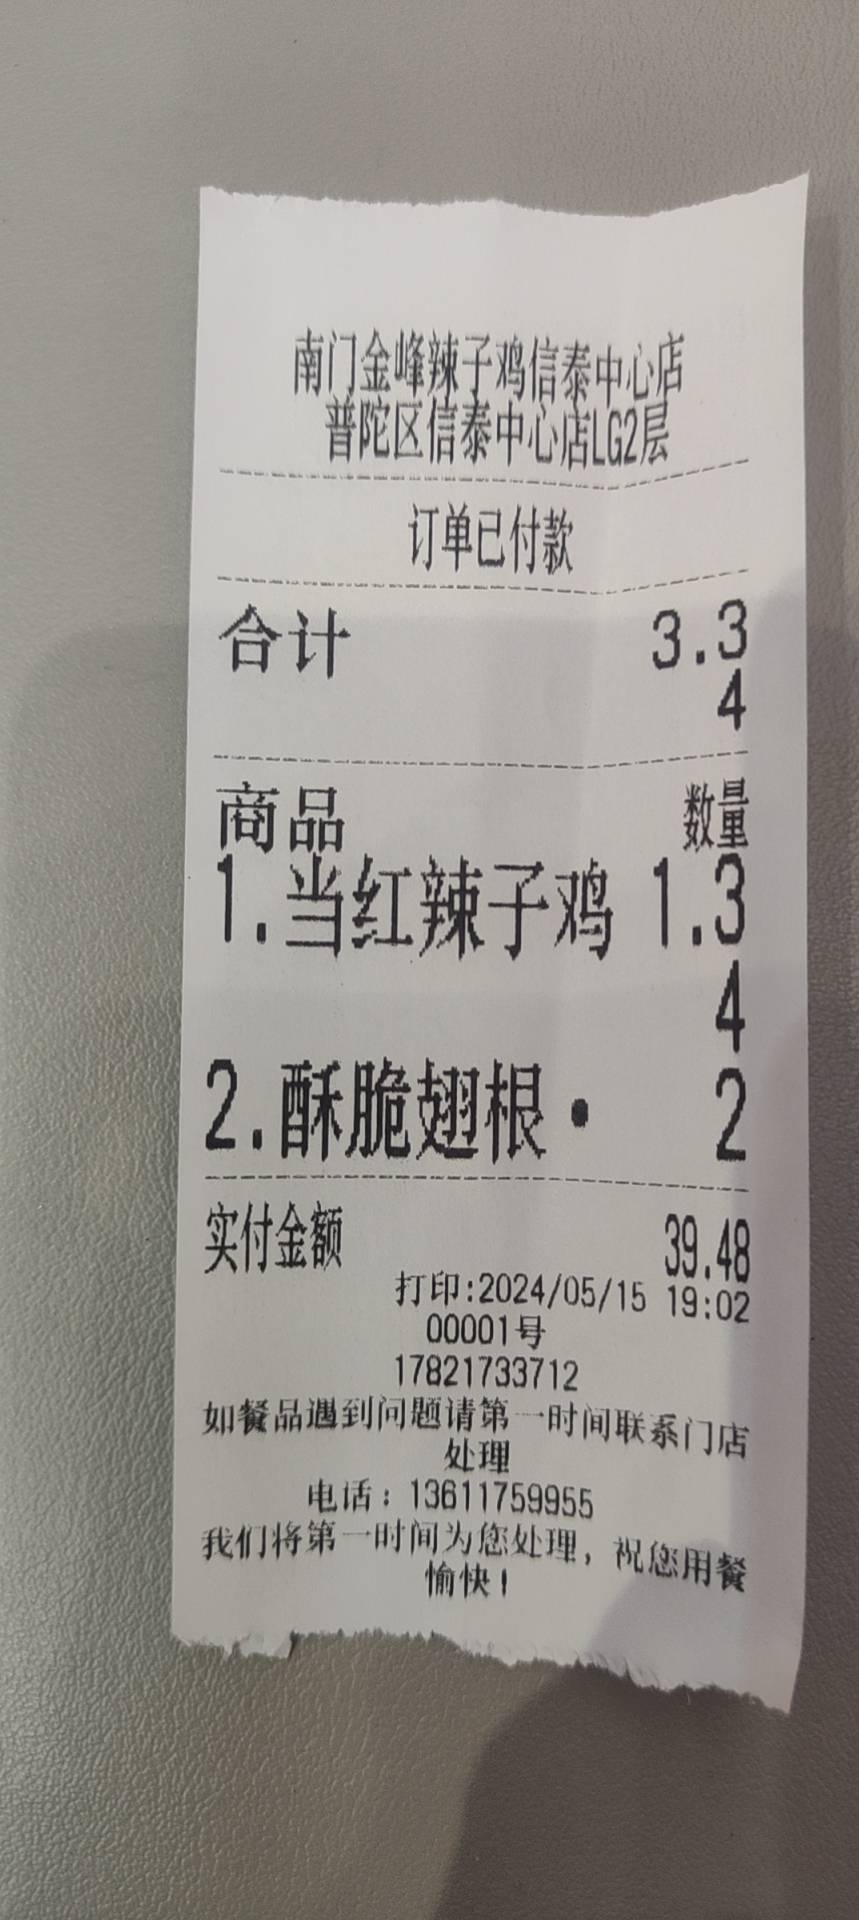 南门金峰辣子鸡信泰中心店
普陀区信泰中心店LG2层
订单已付款
合计 3.3
4
商品 数量
1.当红辣子鸡 1.3
4
2.酥脆翅根· 2
实付金额 39.48
打印:2024/05/15 19:02
00001号
17821733712
如餐品遇到问题请第一时间联系门店
处理
电话：13611759955
我们将第一时间为您处理，祝您用餐
愉快！